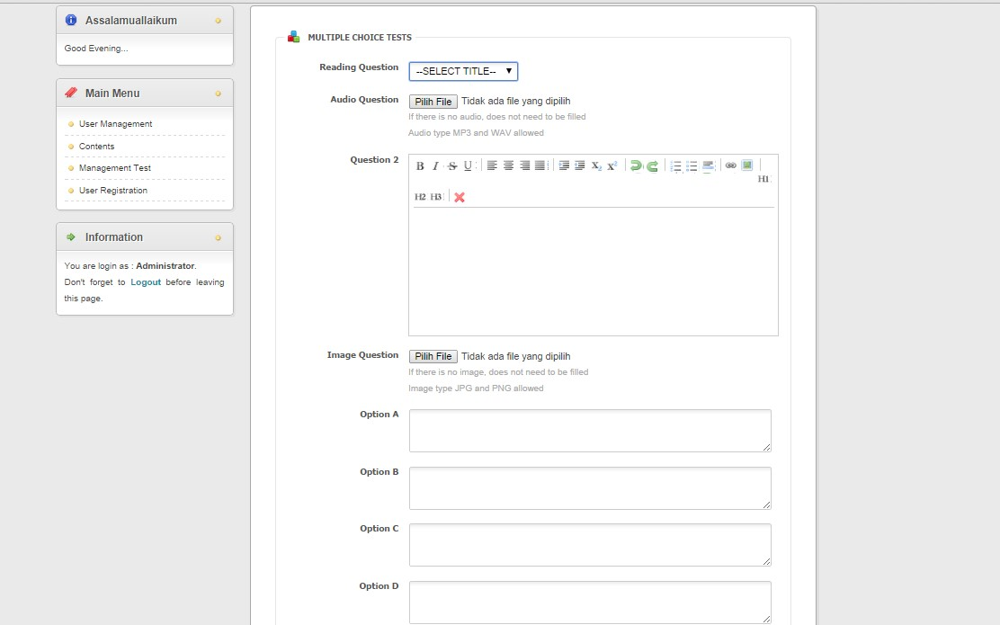 Assalamuallaikum
Good Evening...
Main Menu
User Management
Contents
Management Test
User Registration
Information
You are login as : Administrator.
Don't forget to Logout before leaving
this page.
MULTIPLE CHOICE TESTS
Reading Question --SELECT TITLE--
Audio Question Pilih File Tidak ada file yang dipilih
If there is no audio, does not need to be filled
Audio type MP3 and WAV allowed
Question 2
B I S U X2 X2
H1
H2 H3
Image Question Pilih File Tidak ada file yang dipilih
If there is no image, does not need to be filled
Image type JPG and PNG allowed
Option A
Option B
Option C
Option D